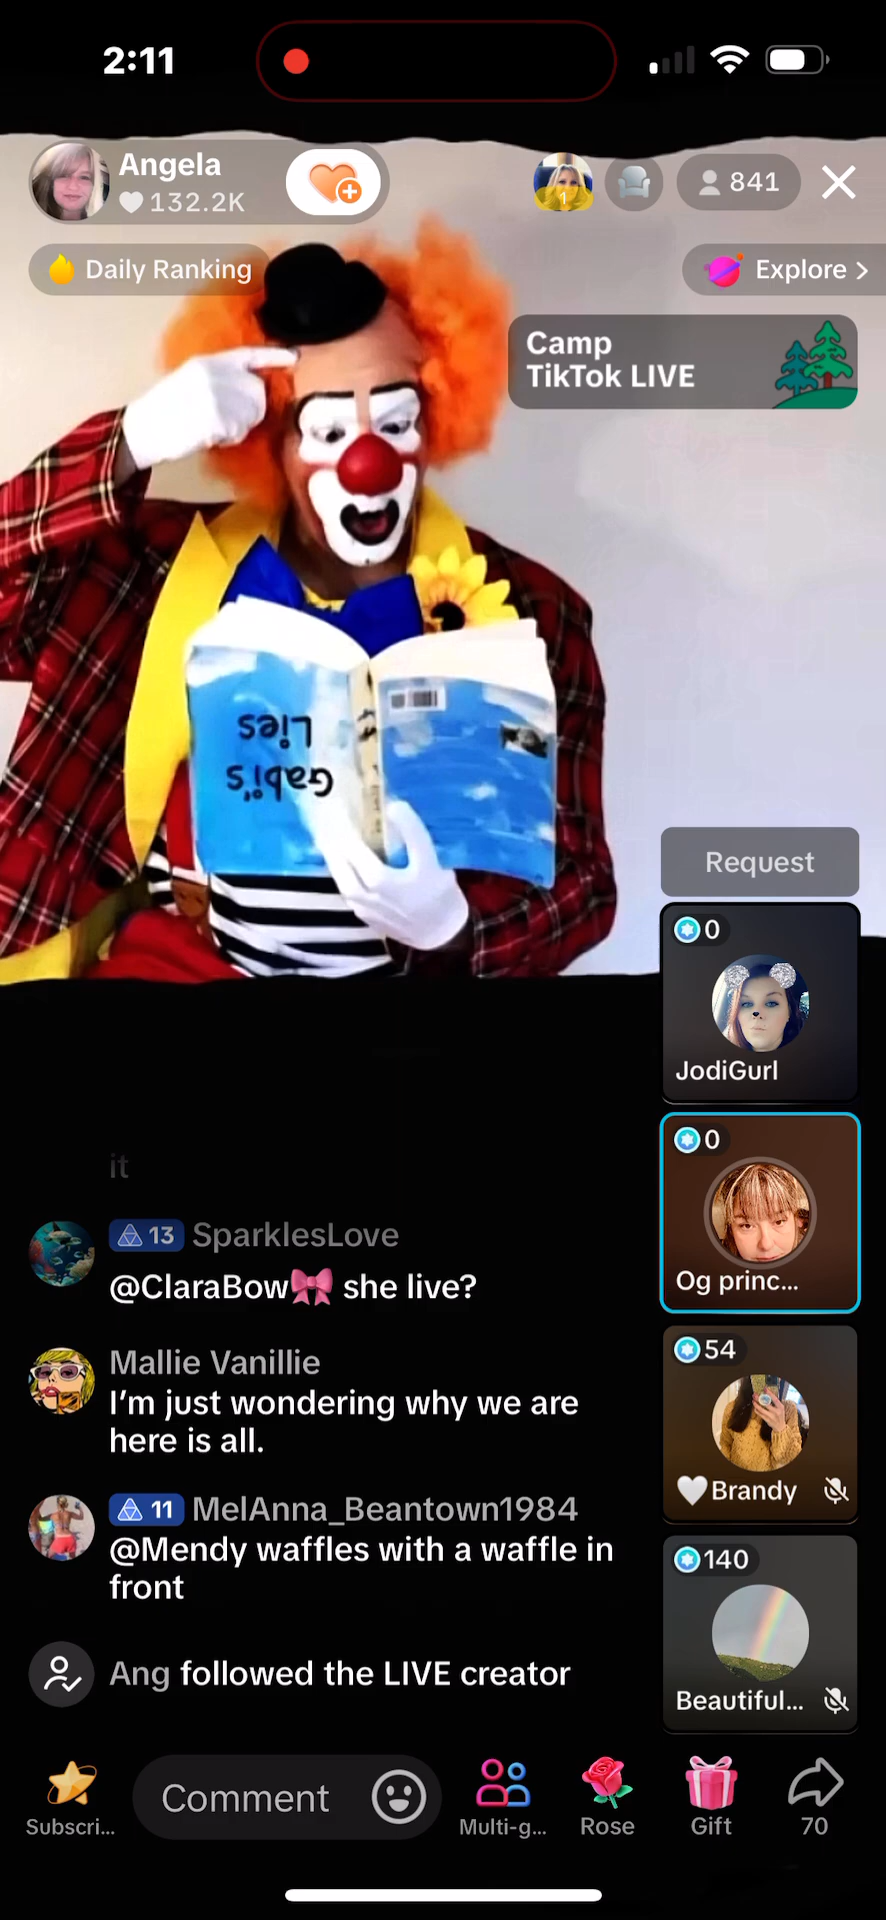 2:11
Angela
132.2K
1
841
Daily Ranking
Explore >
Camp
TikTok LIVE
Gabi's
Lies
Request
0
JodiGurl
0
Og princ...
54
🤍Brandy
140
Beautiful...
it
13 SparklesLove
@ClaraBow🎀 she live?
Mallie Vanillie
I'm just wondering why we are
here is all.
11 MelAnna_Beantown1984
@Mendy waffles with a waffle in
front
Ang followed the LIVE creator
Subscri...
Comment
Multi-g...
Rose
Gift
70